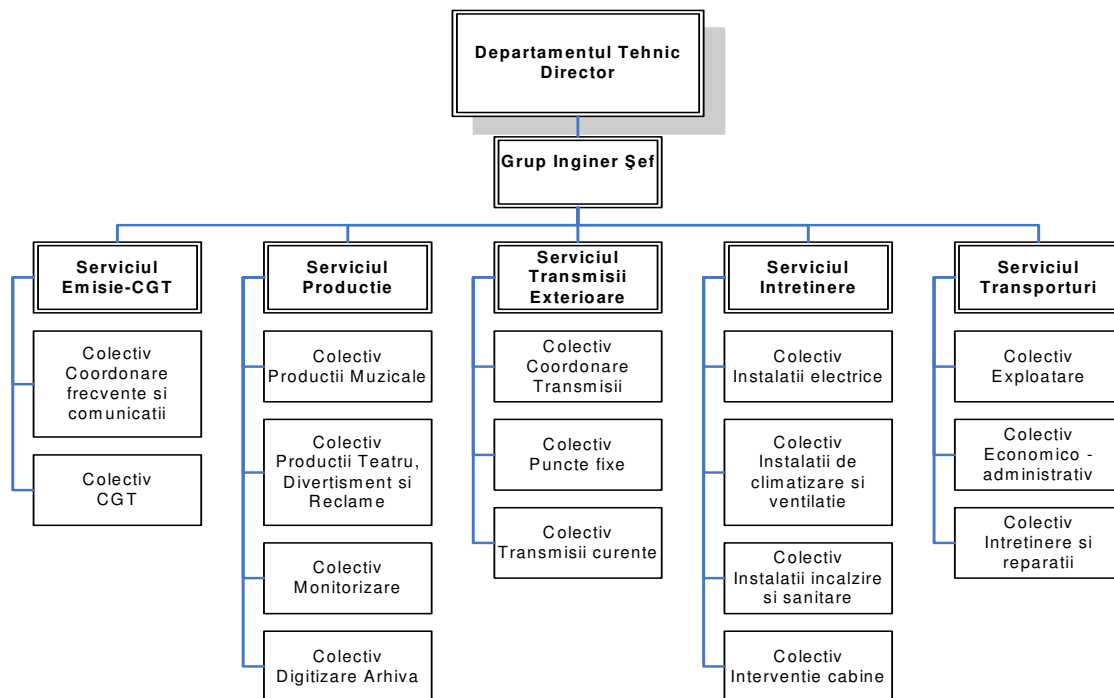 Departamentul Tehnic
Director
Grup Inginer Şef
Serviciul
Emisie-CGT
Colectiv
Coordonare
frecvente si
comunicatii
Colectiv
CGT
Serviciul
Productie
Colectiv
Productii Muzicale
Colectiv
Productii Teatru,
Divertisment si
Reclame
Colectiv
Monitorizare
Colectiv
Digitizare Arhiva
Serviciul
Transmisii
Exterioare
Colectiv
Coordonare
Transmisii
Colectiv
Puncte fixe
Colectiv
Transmisii curente
Serviciul
Intretinere
Colectiv
Instalatii electrice
Colectiv
Instalatii de
climatizare si
ventilatie
Colectiv
Instalatii incalzire
si sanitare
Colectiv
Interventie cabine
Serviciul
Transporturi
Colectiv
Exploatare
Colectiv
Economico -
administrativ
Colectiv
Intretinere si
reparatii